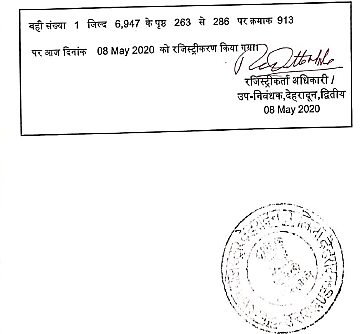 बही संख्या 1 जिल्द 6,947 के पृष्ठ 263 से 286 पर क्रमांक 913
पर आज दिनांक 08 May 2020 को रजिस्ट्रीकरण किया गया।
रजिस्ट्रीकर्ता अधिकारी /
उप-निबंधक,देहरादून,द्वितीय
08 May 2020